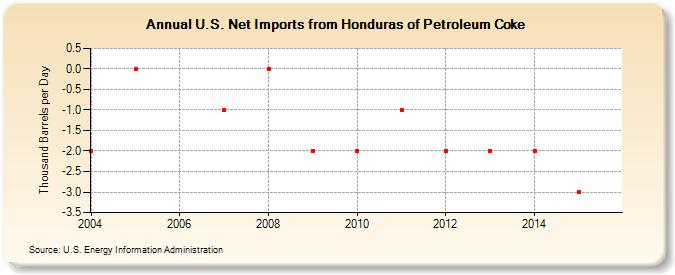 Annual U.S. Net Imports from Honduras of Petroleum Coke
Thousand Barrels per Day
0.5
0.0
-0.5
-1.0
-1.5
-2.0
-2.5
-3.0
-3.5
2004 2006 2008 2010 2012 2014
Source: U.S. Energy Information Administration